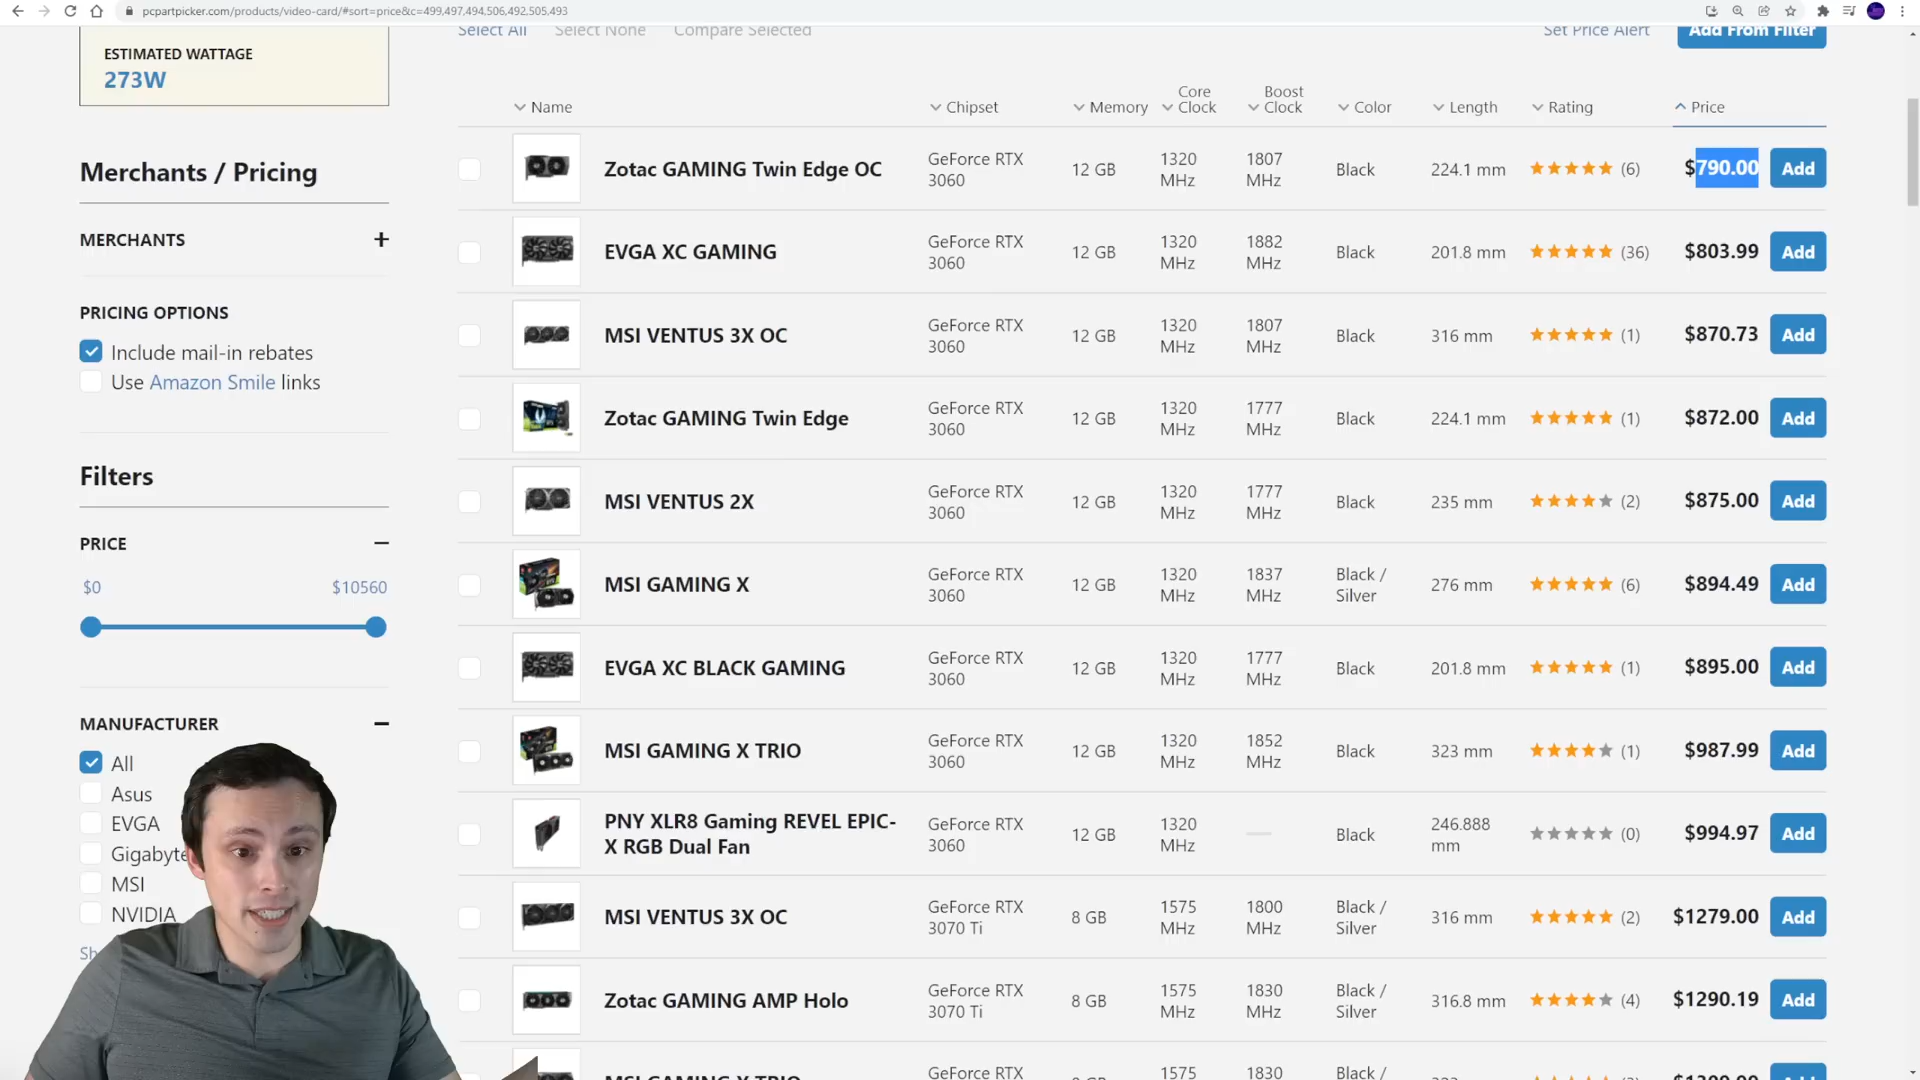 pcpartpicker.com/products/video-card/#sort=price&c=499,497,494,506,492,505,493
ESTIMATED WATTAGE
273W
Select All Select None Compare Selected Set Price Alert Add From Filter
Name Chipset Memory Core Clock Boost Clock Color Length Rating Price
Zotac GAMING Twin Edge OC GeForce RTX 3060 12 GB 1320 MHz 1807 MHz Black 224.1 mm (6) $790.00 Add
EVGA XC GAMING GeForce RTX 3060 12 GB 1320 MHz 1882 MHz Black 201.8 mm (36) $803.99 Add
MSI VENTUS 3X OC GeForce RTX 3060 12 GB 1320 MHz 1807 MHz Black 316 mm (1) $870.73 Add
Zotac GAMING Twin Edge GeForce RTX 3060 12 GB 1320 MHz 1777 MHz Black 224.1 mm (1) $872.00 Add
MSI VENTUS 2X GeForce RTX 3060 12 GB 1320 MHz 1777 MHz Black 235 mm (2) $875.00 Add
MSI GAMING X GeForce RTX 3060 12 GB 1320 MHz 1837 MHz Black / Silver 276 mm (6) $894.49 Add
EVGA XC BLACK GAMING GeForce RTX 3060 12 GB 1320 MHz 1777 MHz Black 201.8 mm (1) $895.00 Add
MSI GAMING X TRIO GeForce RTX 3060 12 GB 1320 MHz 1852 MHz Black 323 mm (1) $987.99 Add
PNY XLR8 Gaming REVEL EPIC-X RGB Dual Fan GeForce RTX 3060 12 GB 1320 MHz — Black 246.888 mm (0) $994.97 Add
MSI VENTUS 3X OC GeForce RTX 3070 Ti 8 GB 1575 MHz 1800 MHz Black / Silver 316 mm (2) $1279.00 Add
Zotac GAMING AMP Holo GeForce RTX 3070 Ti 8 GB 1575 MHz 1830 MHz Black / Silver 316.8 mm (4) $1290.19 Add
MSI GAMING X TRIO GeForce RTX 1575 1830 Black /
Merchants / Pricing
MERCHANTS +
PRICING OPTIONS
Include mail-in rebates
Use Amazon Smile links
Filters
PRICE
$0 $10560
MANUFACTURER
All
Asus
EVGA
Gigabyte
MSI
NVIDIA